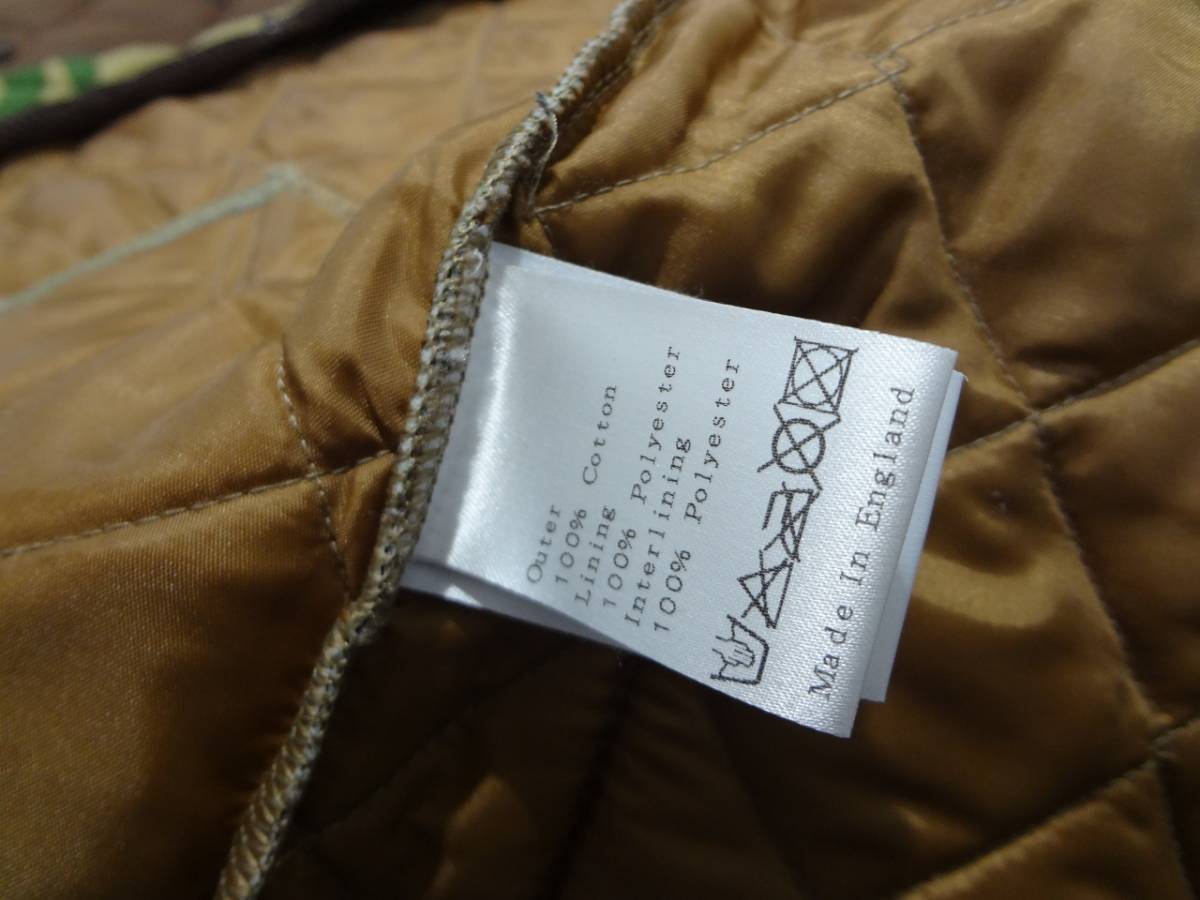 Outer
100% Cotton
Lining
100% Polyester
Interlining
100% Polyester
Made In England